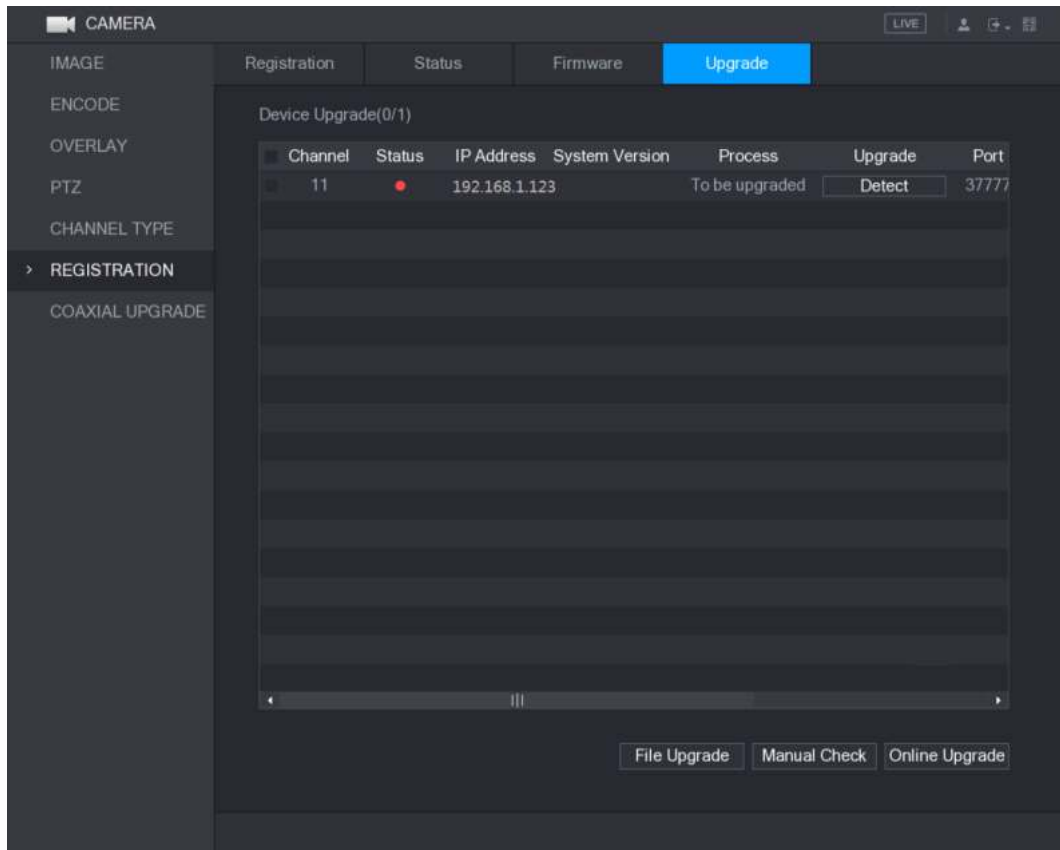 CAMERA
LIVE
IMAGE
ENCODE
OVERLAY
PTZ
CHANNEL TYPE
> REGISTRATION
COAXIAL UPGRADE
Registration Status Firmware Upgrade
Device Upgrade(0/1)
Channel Status IP Address System Version Process Upgrade Port
11 192.168.1.123 To be upgraded Detect 37777
File Upgrade Manual Check Online Upgrade